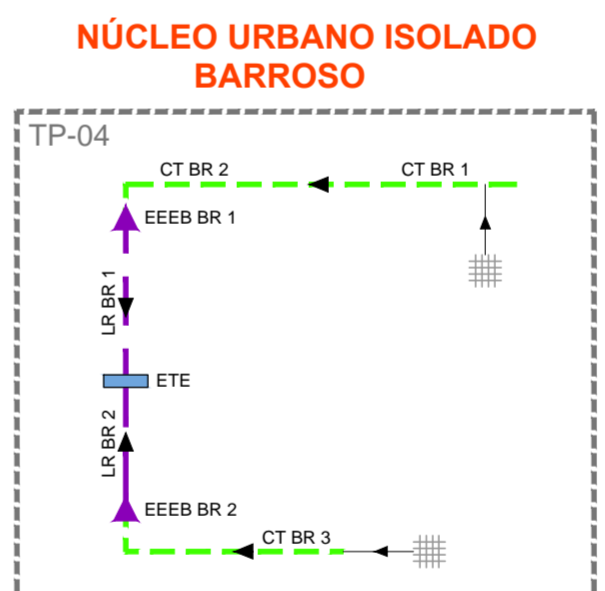 NÚCLEO URBANO ISOLADO
BARROSO
TP-04
CT BR 2
CT BR 1
EEEB BR 1
LR BR 1
ETE
LR BR 2
EEEB BR 2
CT BR 3